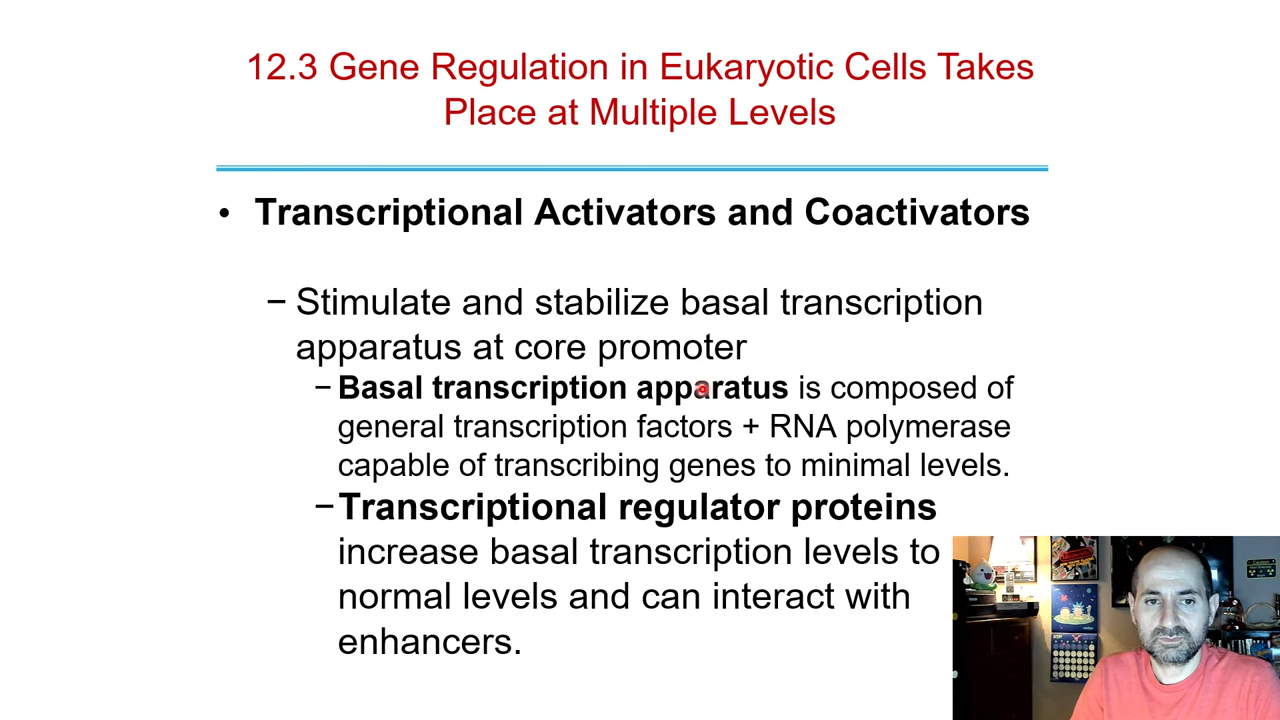 12.3 Gene Regulation in Eukaryotic Cells Takes
Place at Multiple Levels
• Transcriptional Activators and Coactivators
− Stimulate and stabilize basal transcription
apparatus at core promoter
− Basal transcription apparatus is composed of
general transcription factors + RNA polymerase
capable of transcribing genes to minimal levels.
− Transcriptional regulator proteins
increase basal transcription levels to
normal levels and can interact with
enhancers.